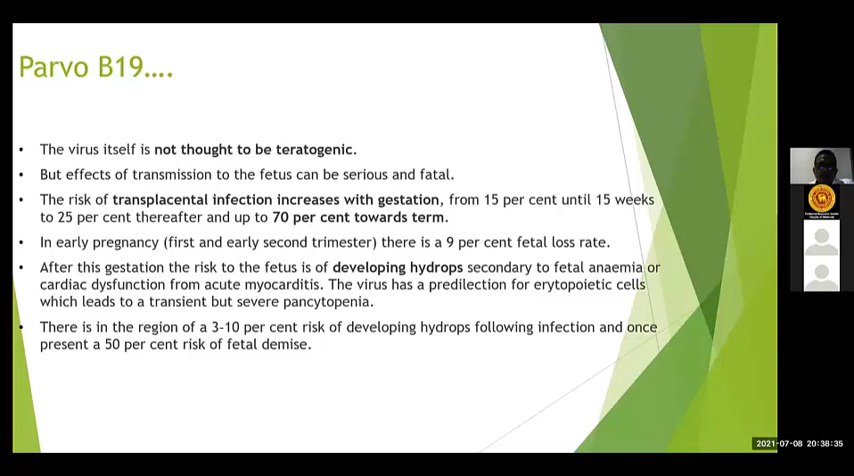 Parvo B19....
• The virus itself is not thought to be teratogenic.
• But effects of transmission to the fetus can be serious and fatal.
• The risk of transplacental infection increases with gestation, from 15 per cent until 15 weeks
to 25 per cent thereafter and up to 70 per cent towards term.
• In early pregnancy (first and early second trimester) there is a 9 per cent fetal loss rate.
• After this gestation the risk to the fetus is of developing hydrops secondary to fetal anaemia or
cardiac dysfunction from acute myocarditis. The virus has a predilection for erytopoietic cells
which leads to a transient but severe pancytopenia.
• There is in the region of a 3-10 per cent risk of developing hydrops following infection and once
present a 50 per cent risk of fetal demise.
2021-07-08 20:38:35